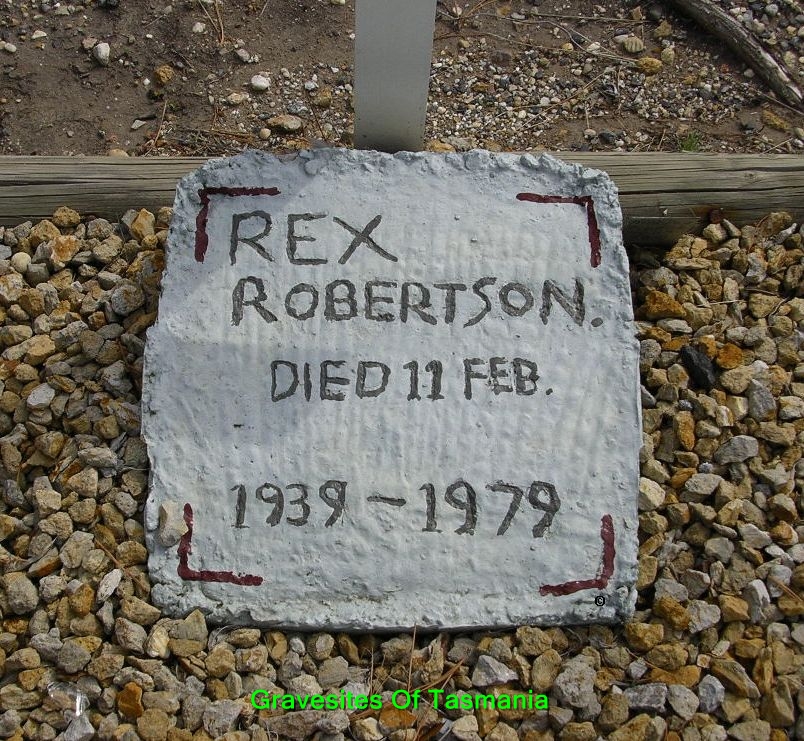 REX
ROBERTSON.
DIED 11 FEB.
1939 - 1979
©
Gravesites Of Tasmania